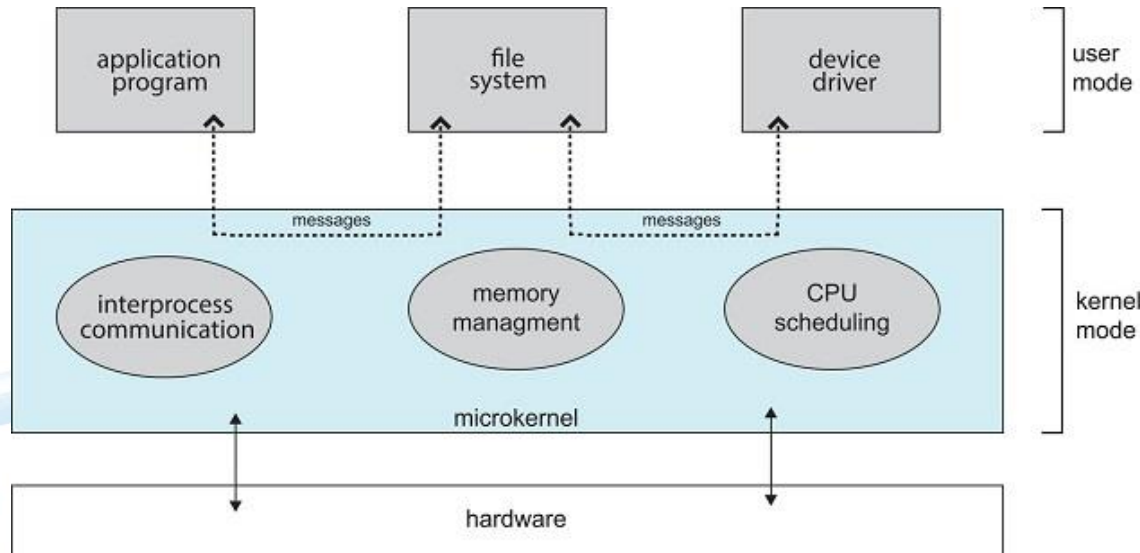 application
program
file
system
device
driver
user
mode
messages
messages
interprocess
communication
memory
managment
CPU
scheduling
kernel
mode
microkernel
hardware